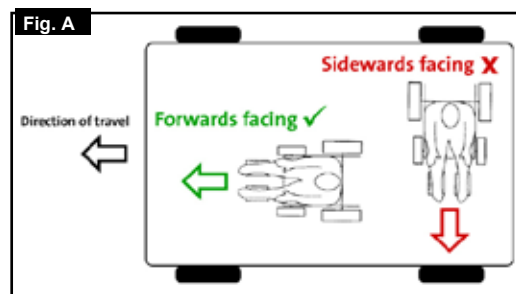 Fig. A
Sidewards facing X
Direction of travel
Forwards facing ✓